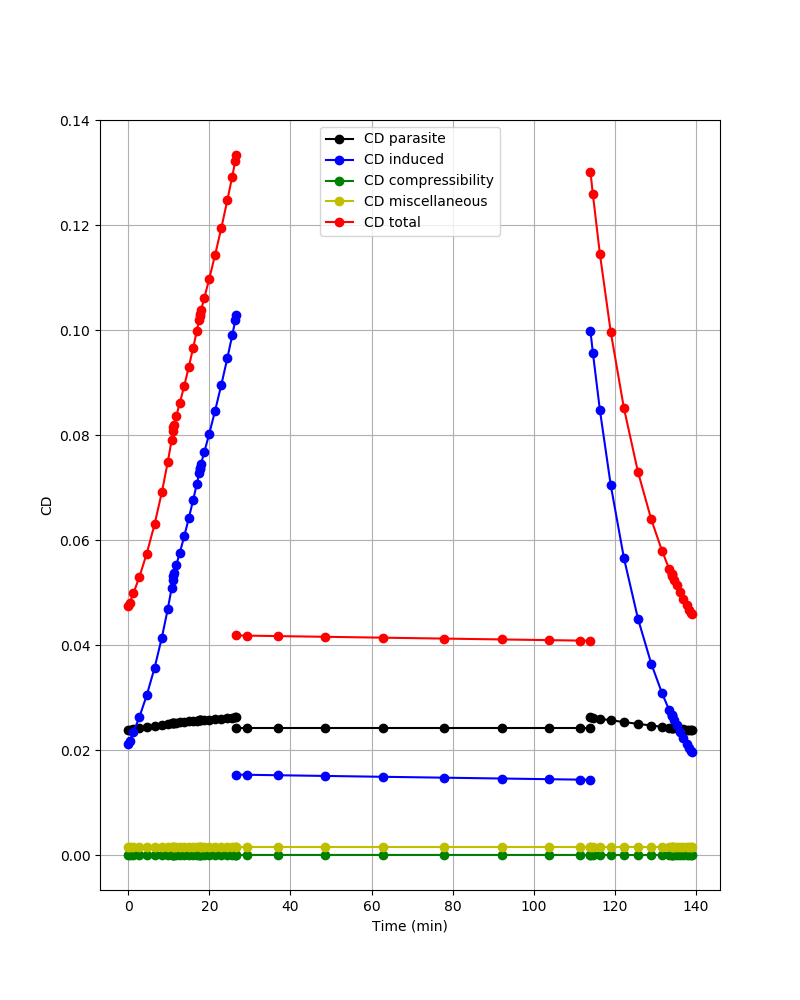 0.14
0.12
0.10
0.08
0.06
0.04
0.02
0.00
CD
CD parasite
CD induced
CD compressibility
CD miscellaneous
CD total
0 20 40 60 80 100 120 140
Time (min)